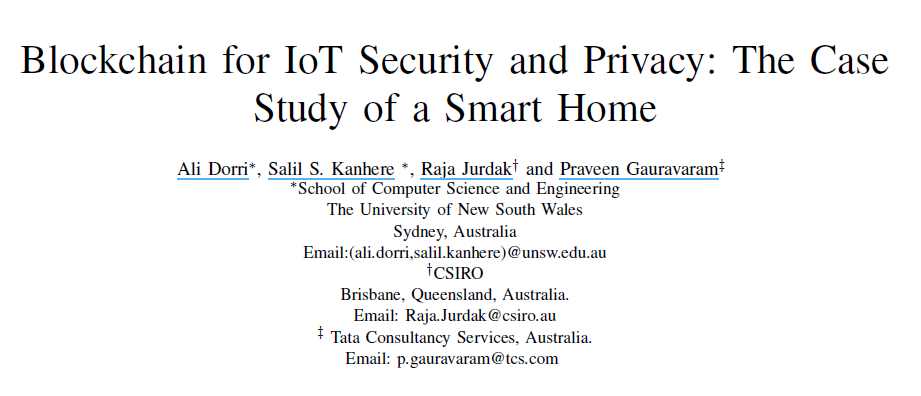 Blockchain for IoT Security and Privacy: The Case
Study of a Smart Home
Ali Dorri*, Salil S. Kanhere *, Raja Jurdak† and Praveen Gauravaram‡
*School of Computer Science and Engineering
The University of New South Wales
Sydney, Australia
Email:(ali.dorri,salil.kanhere)@unsw.edu.au
†CSIRO
Brisbane, Queensland, Australia.
Email: Raja.Jurdak@csiro.au
‡ Tata Consultancy Services, Australia.
Email: p.gauravaram@tcs.com